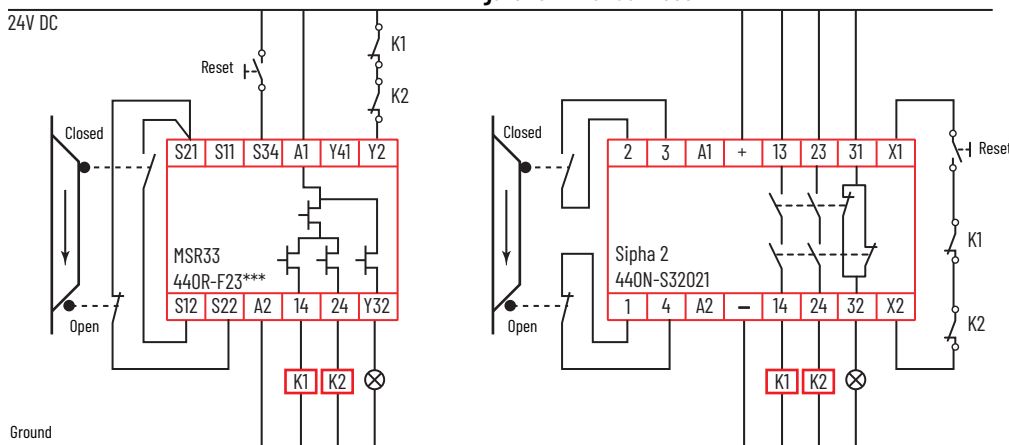 24V DC
Reset
K1
K2
Closed
S21 S11 S34 A1 Y41 Y2
MSR33
440R-F23***
S12 S22 A2 14 24 Y32
Open
K1 K2
Ground
Closed
2 3 A1 + 13 23 31 X1
Reset
Sipha 2
440N-S32021
K1
1 4 A2 – 14 24 32 X2
Open
K2
K1 K2